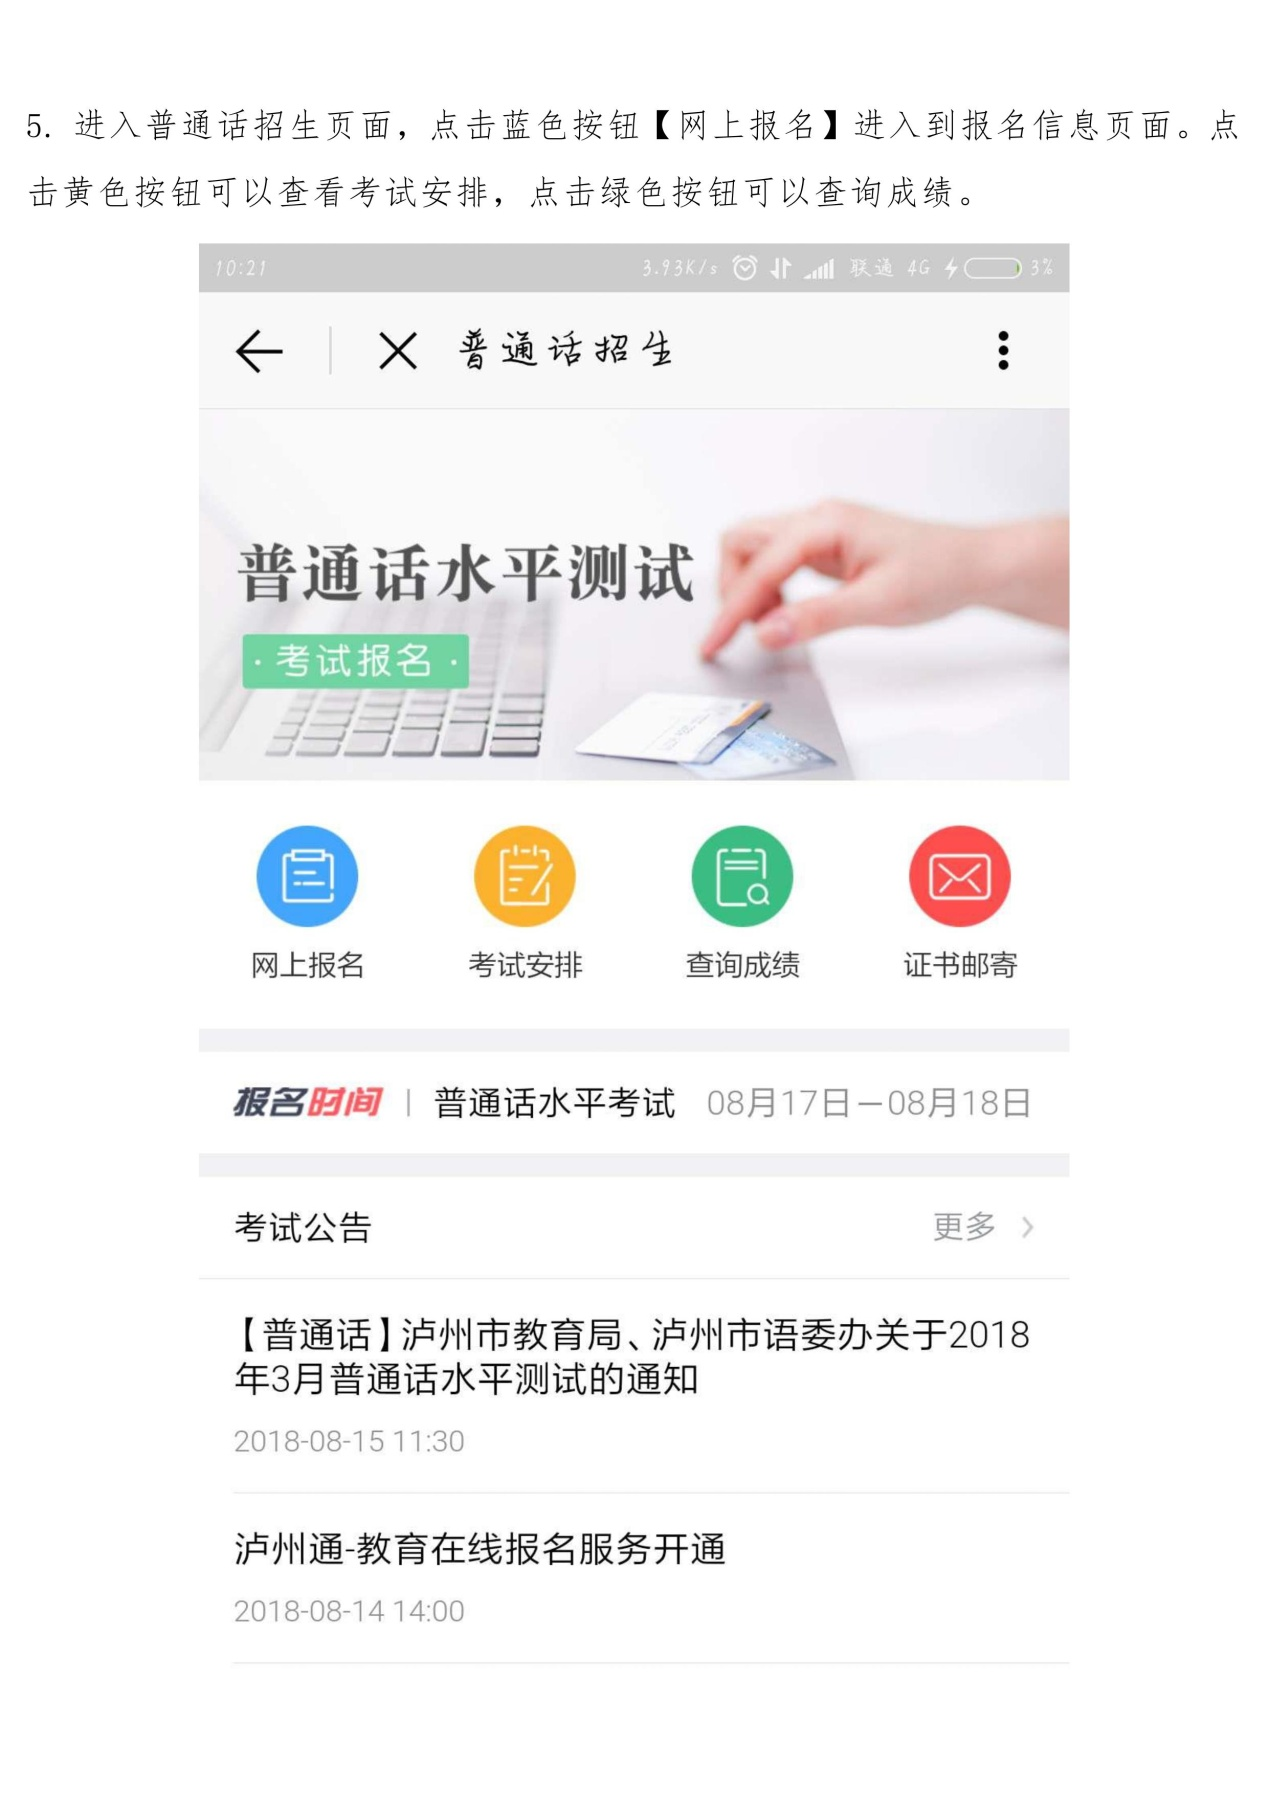 5. 进入普通话招生页面，点击蓝色按钮【网上报名】进入到报名信息页面。点
击黄色按钮可以查看考试安排，点击绿色按钮可以查询成绩。
10:21 3.93K/s 联通 4G 3%
普通话招生
普通话水平测试
·考试报名·
网上报名 考试安排 查询成绩 证书邮寄
报名时间 | 普通话水平考试 08月17日—08月18日
考试公告 更多
【普通话】泸州市教育局、泸州市语委办关于2018
年3月普通话水平测试的通知
2018-08-15 11:30
泸州通-教育在线报名服务开通
2018-08-14 14:00